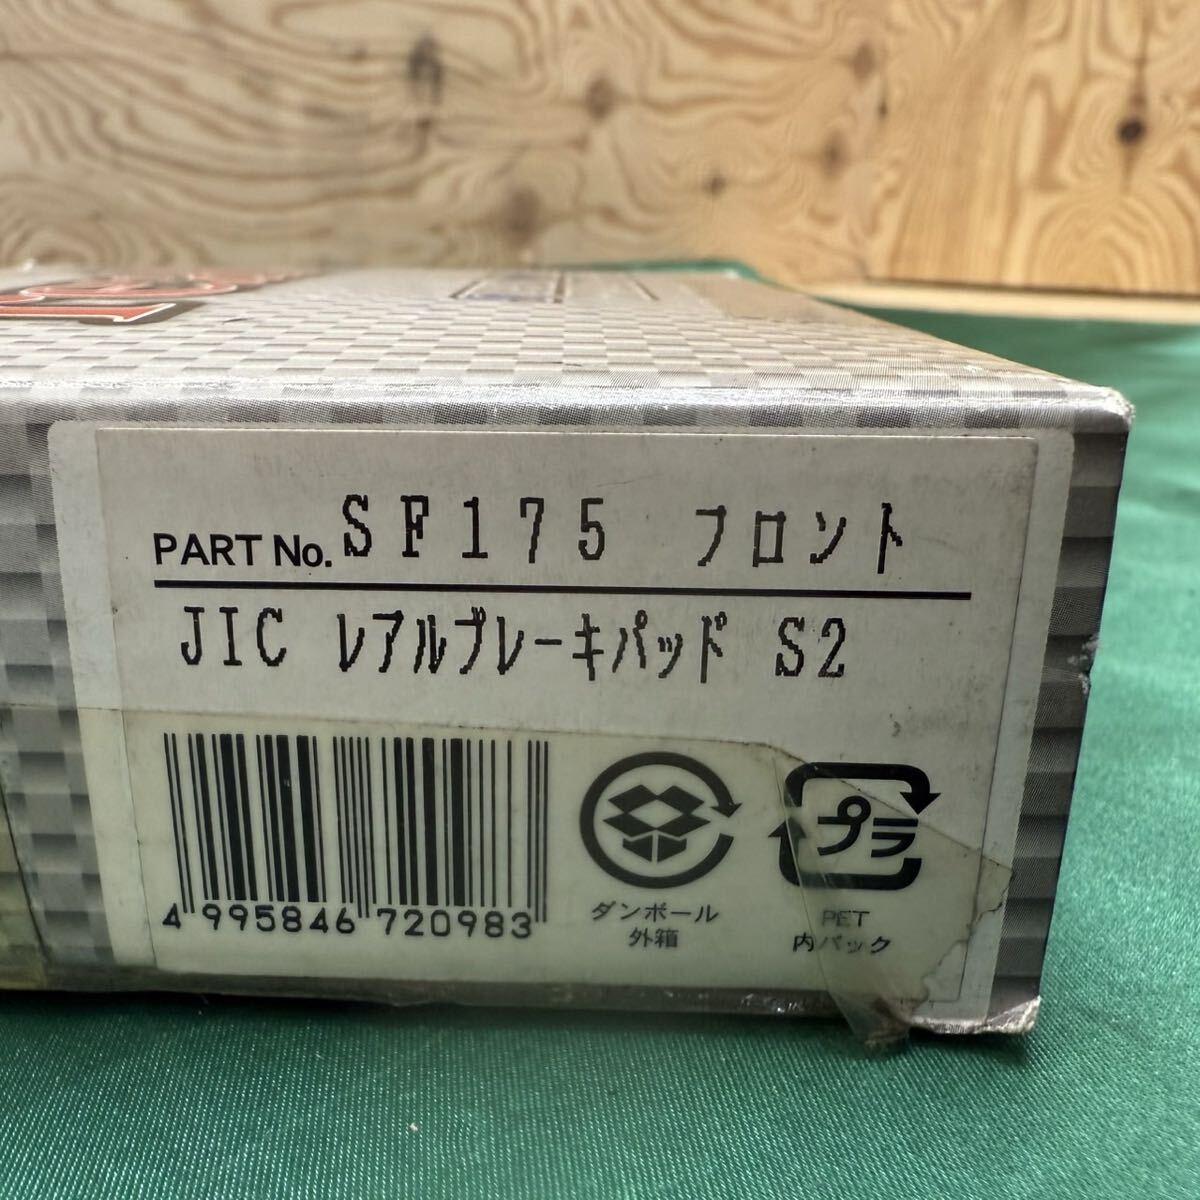 PART No. SF175 フロント
JIC レアルブレーキパッド S2
4 995846 720983
ダンボール
外箱
プラ
PET
内パック